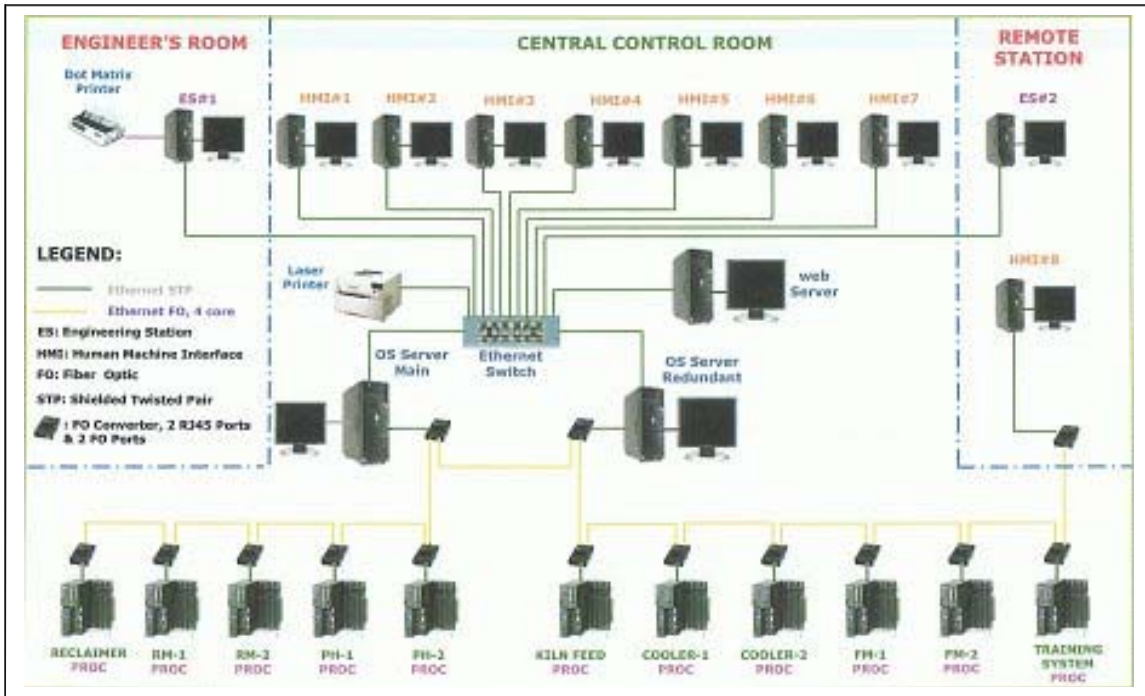 ENGINEER'S ROOM
CENTRAL CONTROL ROOM
REMOTE
STATION
Dot Matrix
Printer
ES#1
HMI#1
HMI#2
HMI#3
HMI#4
HMI#5
HMI#6
HMI#7
ES#2
LEGEND:
Ethernet STP
Ethernet FO, 4 core
ES: Engineering Station
HMI: Human Machine Interface
FO: Fiber Optic
STP: Shielded Twisted Pair
: FO Converter, 2 RJ45 Ports
& 2 FO Ports
Laser
Printer
web
Server
HMI#8
OS Server
Main
Ethernet
Switch
OS Server
Redundant
RECLAIMER
PROC
RM-1
PROC
RM-2
PROC
PH-1
PROC
PH-2
PROC
KILN FEED
PROC
COOLER-1
PROC
COOLER-2
PROC
FM-1
PROC
FM-2
PROC
TRAINING
SYSTEM
PROC